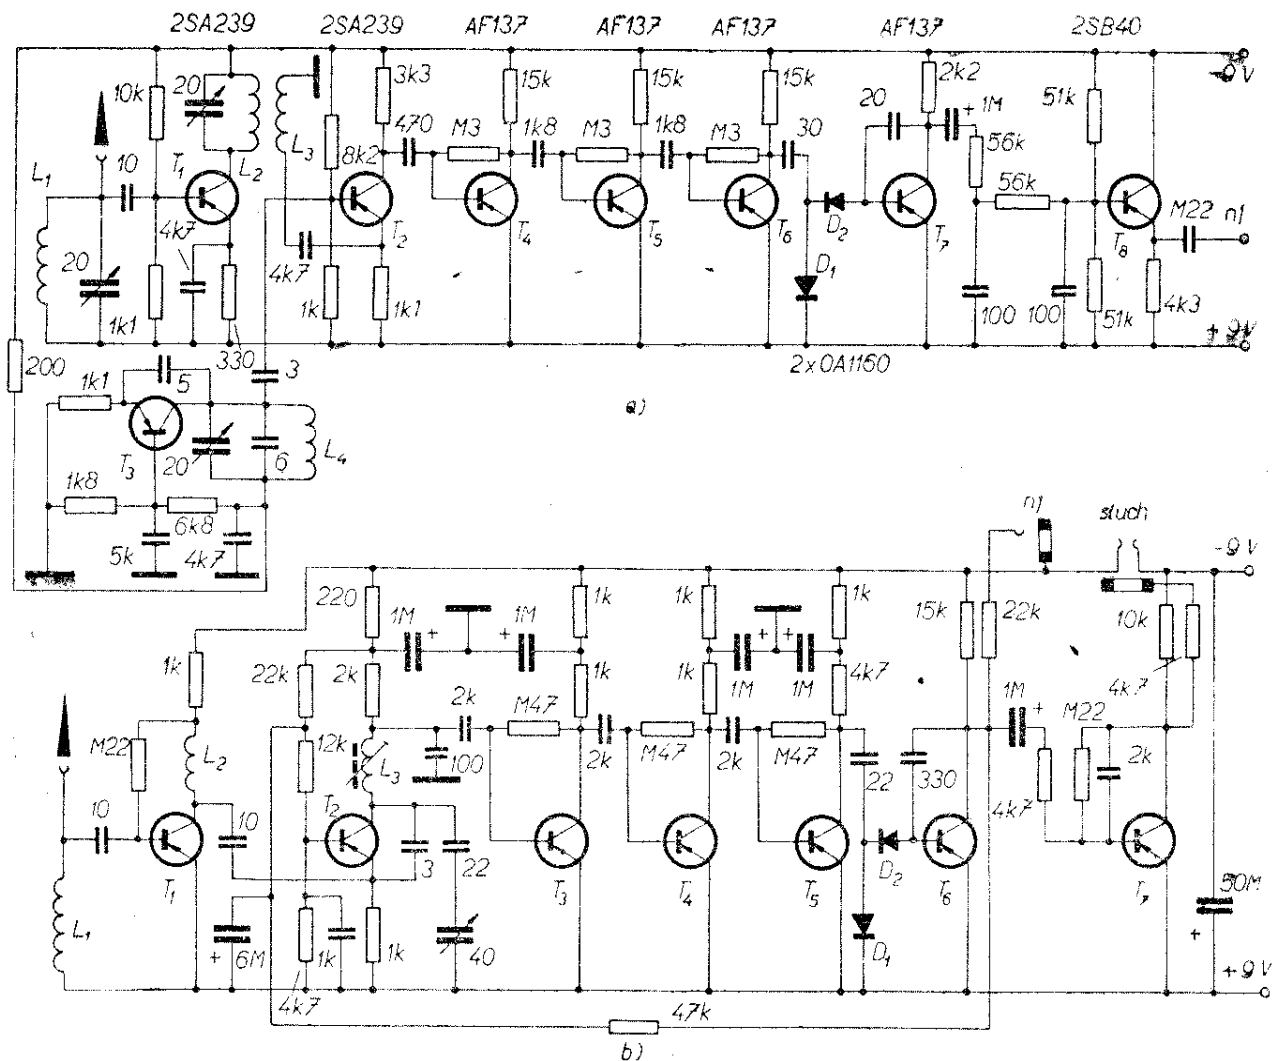 2SA239 2SA239 AF137 AF137 AF137 AF137 2SB40
-9V
10k 20 3k3 15k 15k 15k 2k2 20 1M 51k
470 M3 1k8 M3 1k8 M3 30 56k
L1 10 T1 L2 L3 8k2 56k
T2 T4 T5 T6 D2 T7 T8 M22 nf
20 4k7 4k7 D1
1k1 330 1k 1k1 100 100 51k 4k3
+9V
2x0A1160
200 1k1 5 3
a)
T3 20 6 L4
1k8 6k8
5k 4k7
nf sluch
-9V
220 1k 1k 1k 15k 22k 10k
1M + + 1M 1M + + 1M
1k 22k 2k 1k 1k 4k7 4k7
2k M47 M47 M47 1M + M22
M22 L2 12k L3 100 2k 2k 22 330 2k
10 10 T2 4k7
T1 3 22 T3 T4 T5 D2 T6 T7
L1 + 6M 4k7 1k 1k 40 D1 50M +
+9V
47k
b)